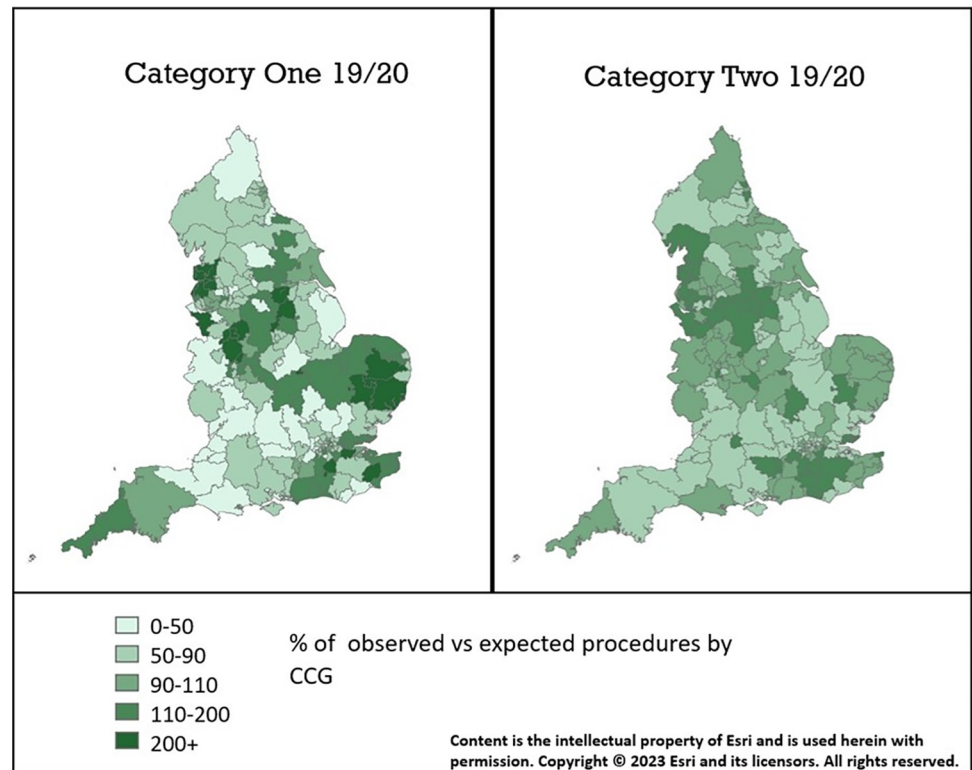 Category One 19/20
Category Two 19/20
0-50
50-90
90-110
110-200
200+
% of observed vs expected procedures by
CCG
Content is the intellectual property of Esri and is used herein with
permission. Copyright © 2023 Esri and its licensors. All rights reserved.